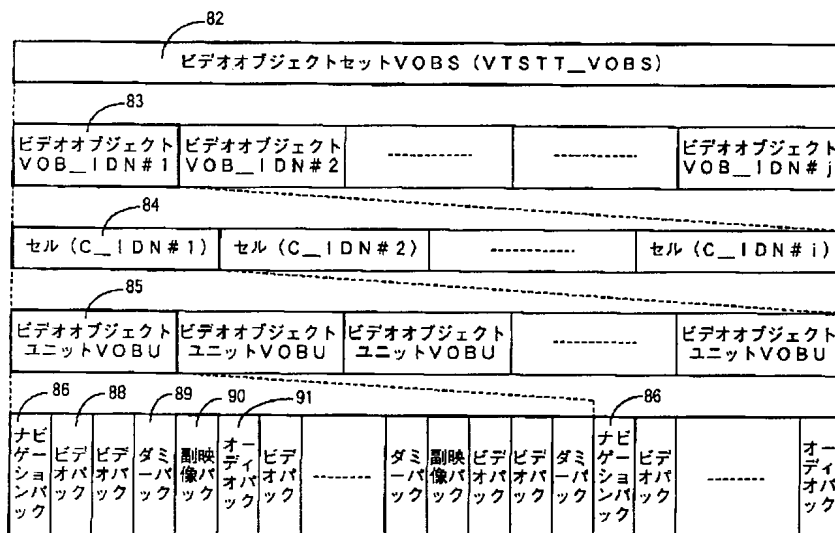 82
ビデオオブジェクトセットVOBS（VTSTT_VOBS）
83
ビデオオブジェクト
VOB_IDN#1
ビデオオブジェクト
VOB_IDN#2
ビデオオブジェクト
VOB_IDN#j
84
セル（C_IDN#1）
セル（C_IDN#2）
セル（C_IDN#i）
85
ビデオオブジェクト
ユニットVOBU
ビデオオブジェクト
ユニットVOBU
ビデオオブジェクト
ユニットVOBU
ビデオオブジェクト
ユニットVOBU
86
88
89
90
91
86
ナビゲーションパック
ビデオパック
ビデオパック
ダミーパック
副映像パック
オーディオパック
ビデオパック
ダミーパック
副映像パック
ビデオパック
ビデオパック
ダミーパック
ナビゲーションパック
ビデオパック
オーディオパック